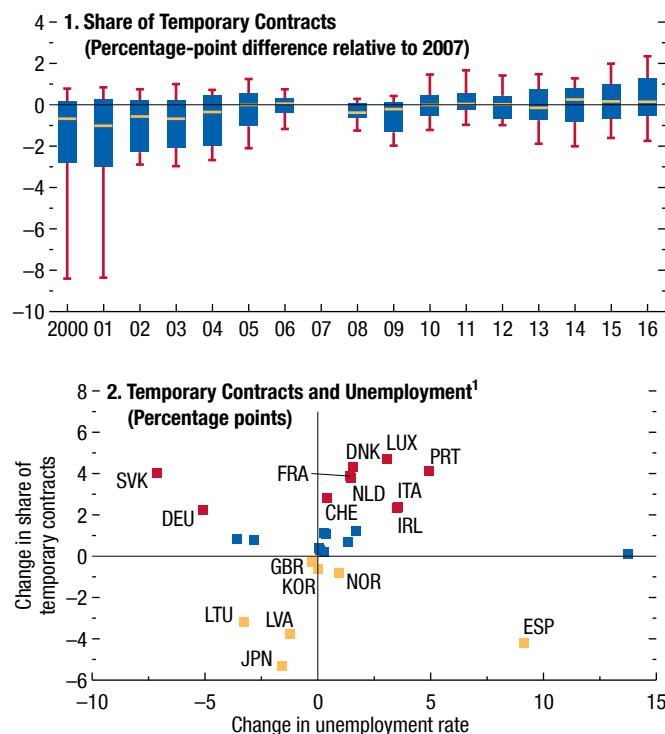 1. Share of Temporary Contracts
(Percentage-point difference relative to 2007)
4
2
0
–2
–4
–6
–8
–10
2000 01 02 03 04 05 06 07 08 09 10 11 12 13 14 15 16
2. Temporary Contracts and Unemployment¹
(Percentage points)
Change in share of
temporary contracts
8
6
4
2
0
–2
–4
–6
SVK
DEU
FRA
DNK
LUX
PRT
NLD
ITA
CHE
IRL
GBR
KOR
NOR
LTU
LVA
JPN
ESP
–10 –5 0 5 10 15
Change in unemployment rate